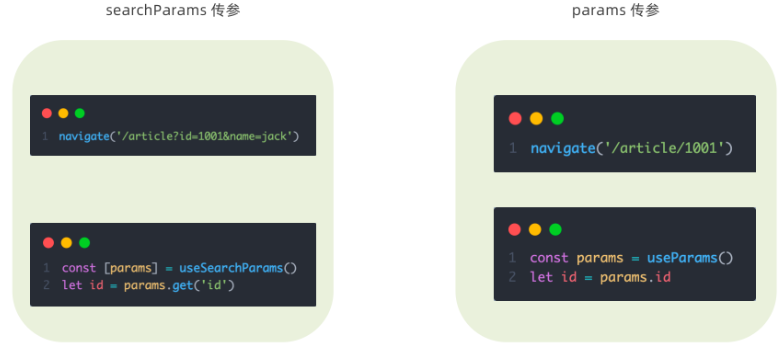 searchParams 传参
1 navigate('/article?id=1001&name=jack')
1 const [params] = useSearchParams()
2 let id = params.get('id')
params 传参
1 navigate('/article/1001')
1 const params = useParams()
2 let id = params.id